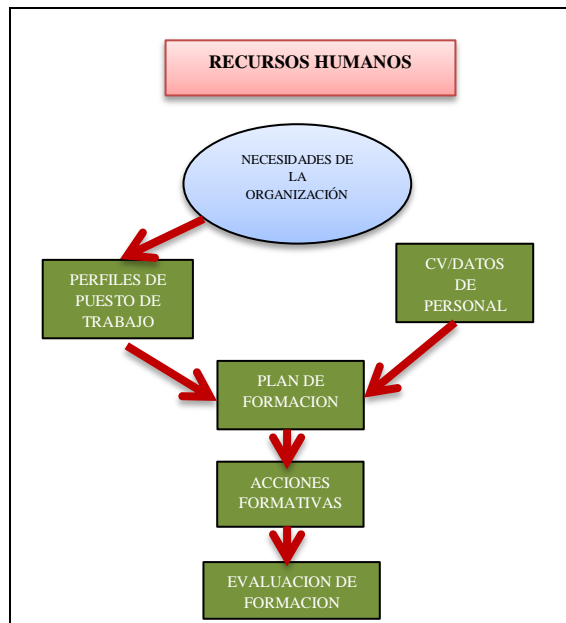 RECURSOS HUMANOS
NECESIDADES DE
LA
ORGANIZACIÓN
PERFILES DE
PUESTO DE
TRABAJO
CV/DATOS
DE
PERSONAL
PLAN DE
FORMACION
ACCIONES
FORMATIVAS
EVALUACION DE
FORMACION